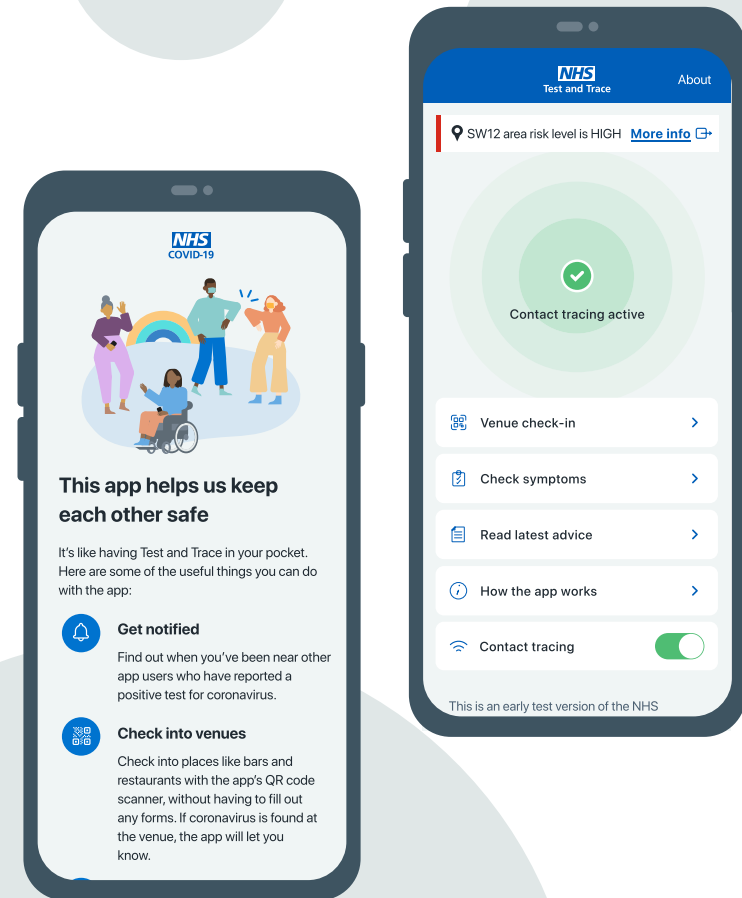 NHS
COVID-19
This app helps us keep
each other safe
It's like having Test and Trace in your pocket.
Here are some of the useful things you can do
with the app:
Get notified
Find out when you've been near other
app users who have reported a
positive test for coronavirus.
Check into venues
Check into places like bars and
restaurants with the app's QR code
scanner, without having to fill out
any forms. If coronavirus is found at
the venue, the app will let you
know.
NHS
Test and Trace
About
SW12 area risk level is HIGH More info
Contact tracing active
Venue check-in
Check symptoms
Read latest advice
How the app works
Contact tracing
This is an early test version of the NHS